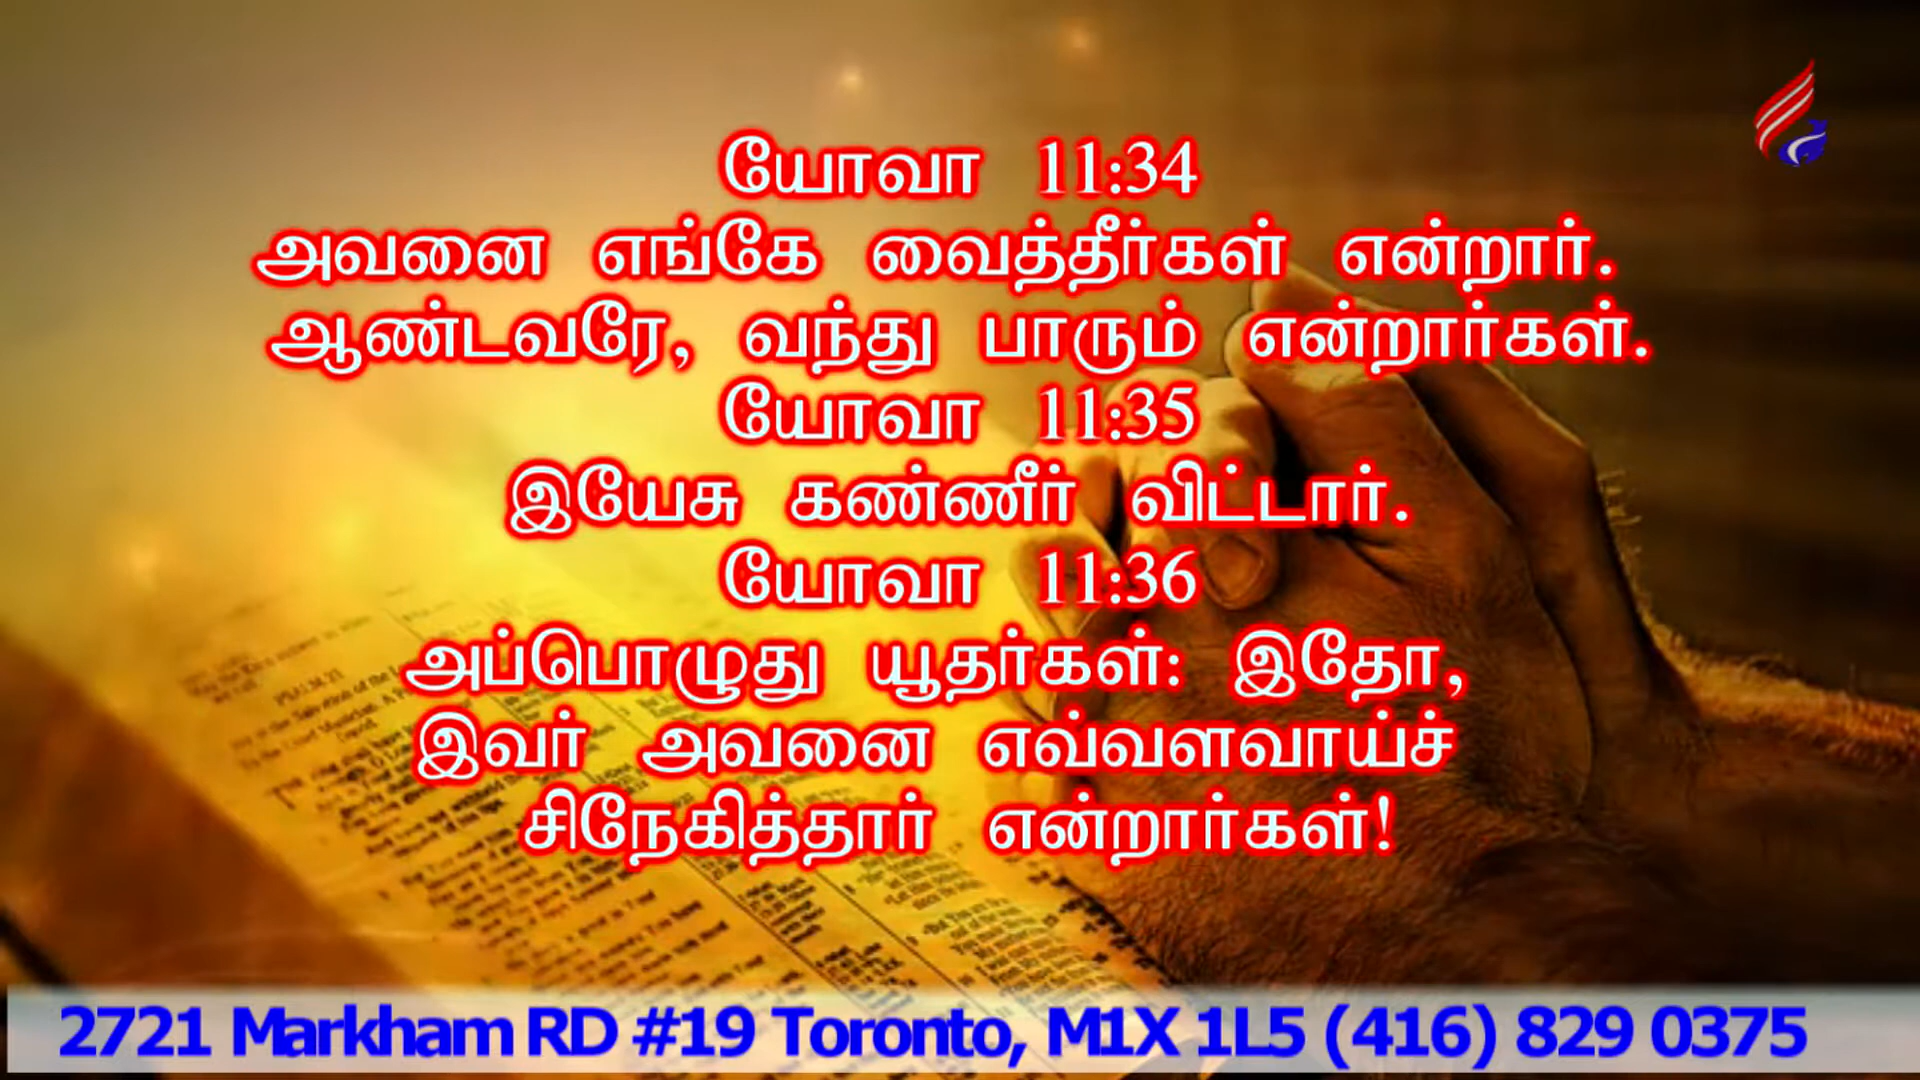 யோவா 11:34
அவனை எங்கே வைத்தீர்கள் என்றார்.
ஆண்டவரே, வந்து பாரும் என்றார்கள்.
யோவா 11:35
இயேசு கண்ணீர் விட்டார்.
யோவா 11:36
அப்பொழுது யூதர்கள்: இதோ,
இவர் அவனை எவ்வளவாய்ச்
சிநேகித்தார் என்றார்கள்!
2721 Markham RD #19 Toronto, M1X 1L5 (416) 829 0375